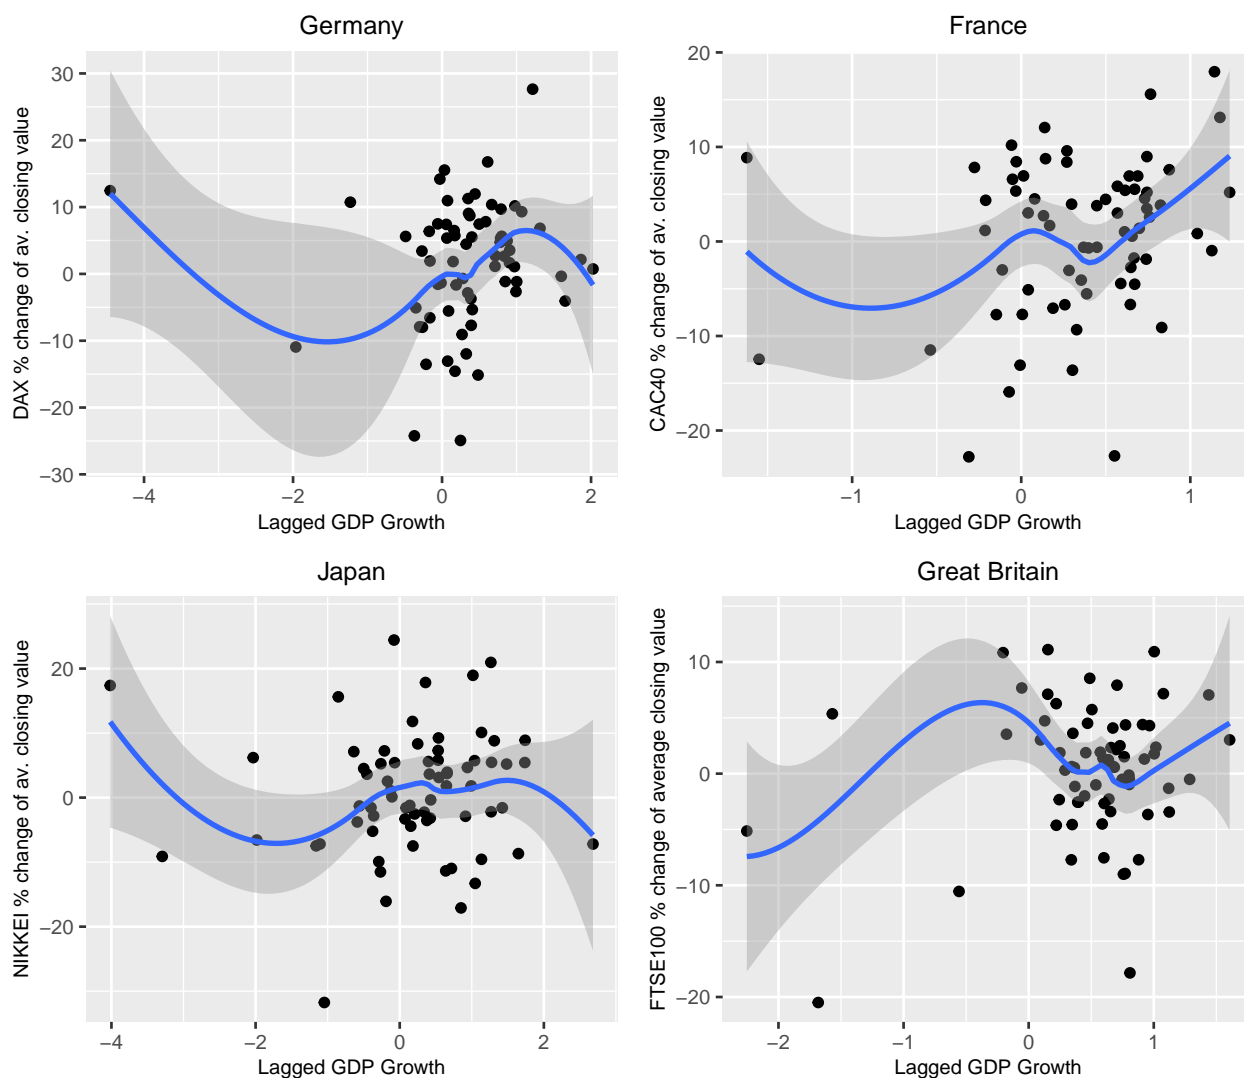 Germany
DAX % change of av. closing value
30
20
10
0
−10
−20
−30
−4
−2
0
2
Lagged GDP Growth
France
CAC40 % change of av. closing value
20
10
0
−10
−20
−1
0
1
Lagged GDP Growth
Japan
NIKKEI % change of av. closing value
20
0
−20
−4
−2
0
2
Lagged GDP Growth
Great Britain
FTSE100 % change of average closing value
10
0
−10
−20
−2
−1
0
1
Lagged GDP Growth